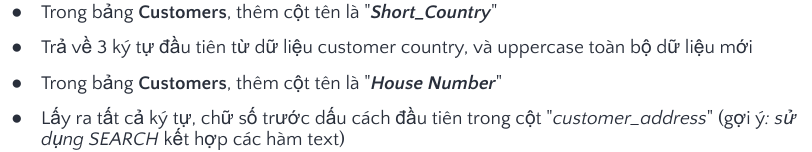 ● Trong bảng Customers, thêm cột tên là "Short_Country"
● Trả về 3 ký tự đầu tiên từ dữ liệu customer country, và uppercase toàn bộ dữ liệu mới
● Trong bảng Customers, thêm cột tên là "House Number"
● Lấy ra tất cả ký tự, chữ số trước dấu cách đầu tiên trong cột "customer_address" (gợi ý: sử
dụng SEARCH kết hợp các hàm text)